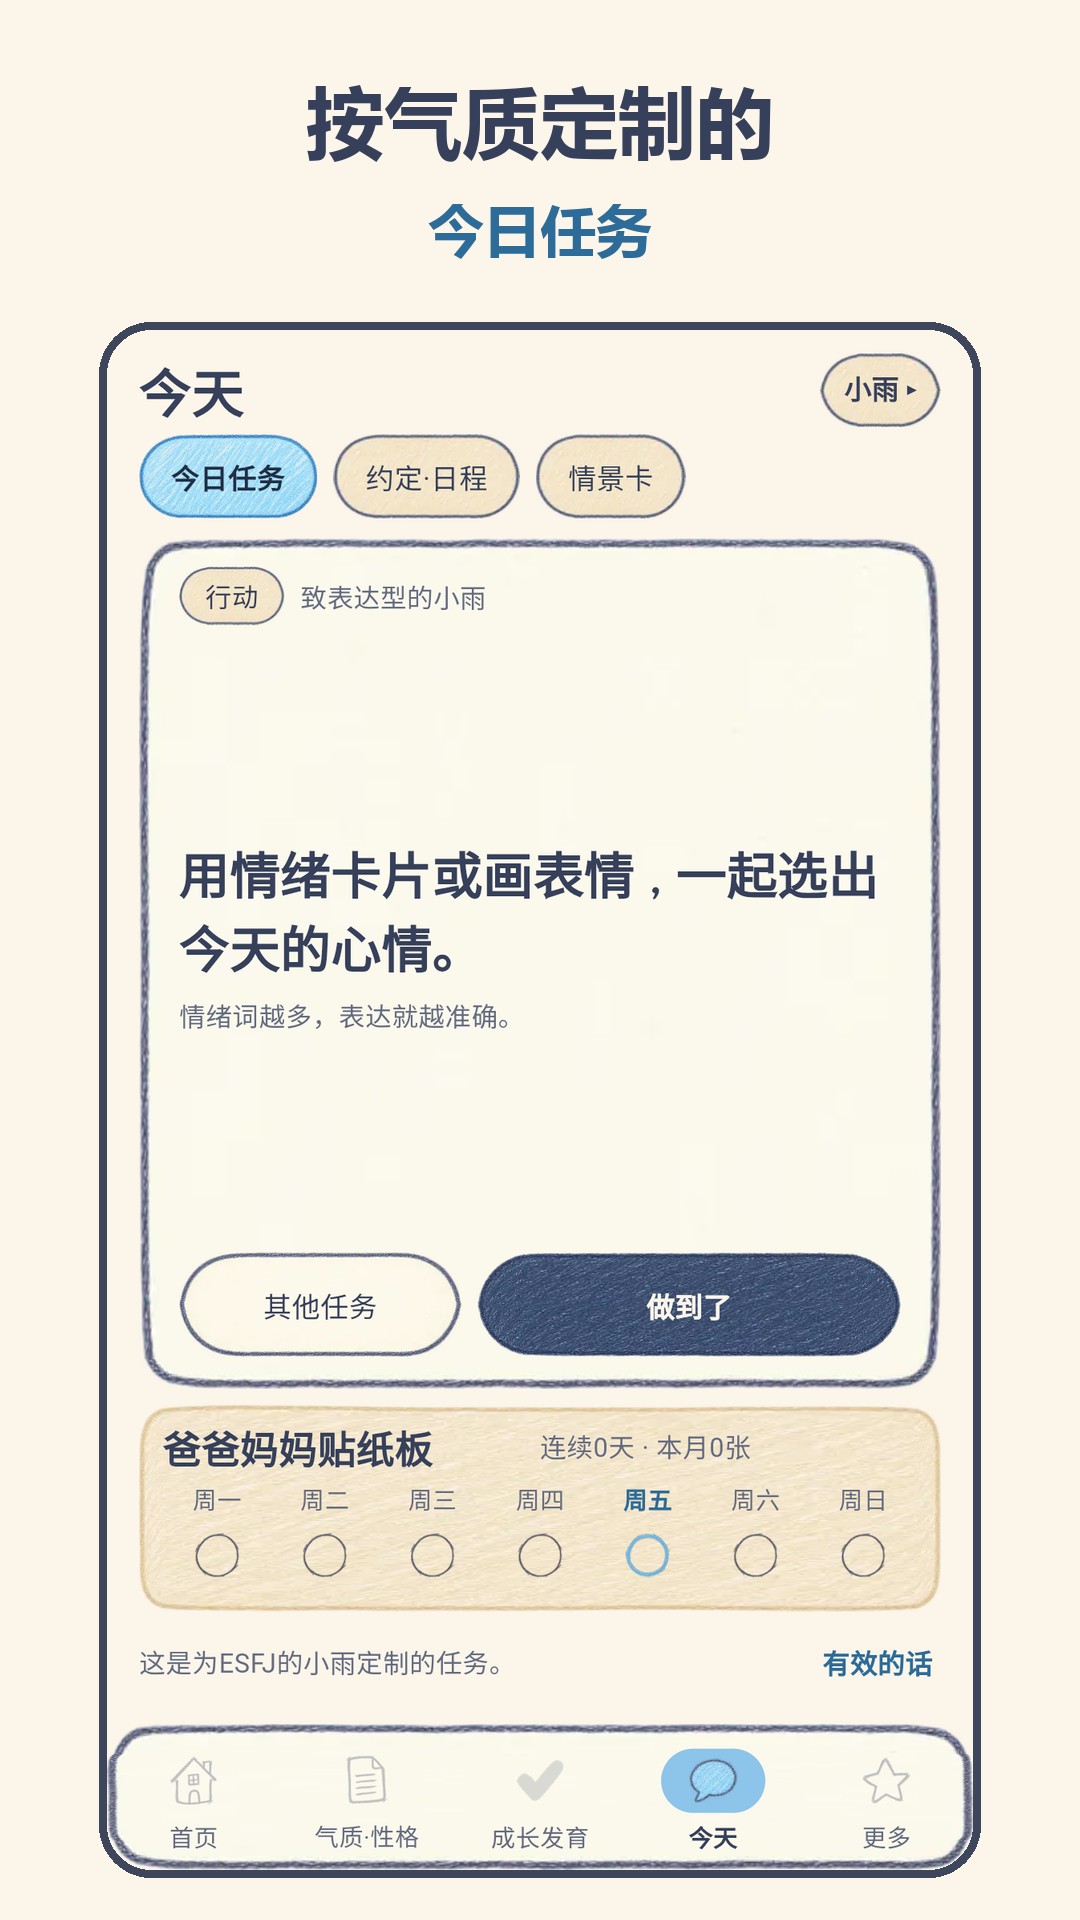 按气质定制的
今日任务
今天
小雨 ▸
今日任务
约定·日程
情景卡
行动
致表达型的小雨
用情绪卡片或画表情，一起选出
今天的心情。
情绪词越多，表达就越准确。
其他任务
做到了
爸爸妈妈贴纸板
连续0天 · 本月0张
周一 周二 周三 周四 周五 周六 周日
这是为ESFJ的小雨定制的任务。
有效的话
首页 气质·性格 成长发育 今天 更多